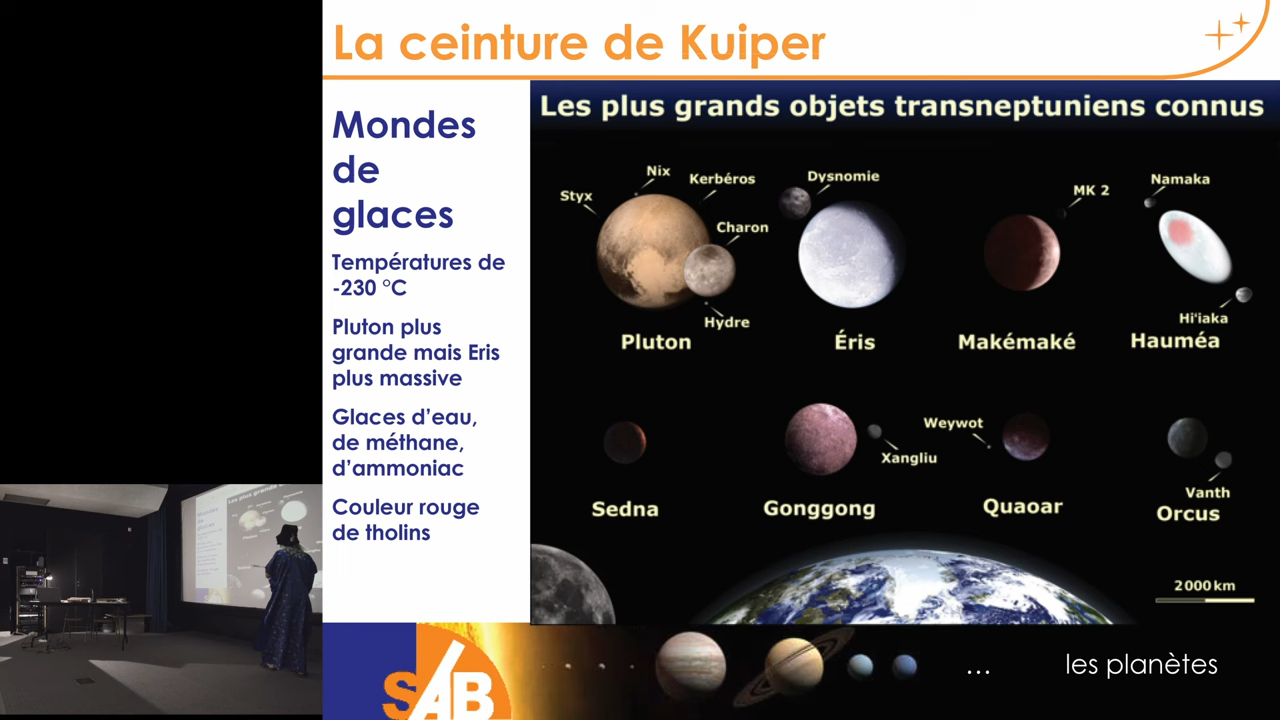 La ceinture de Kuiper
Mondes
de
glaces
Températures de
-230 °C
Pluton plus
grande mais Eris
plus massive
Glaces d’eau,
de méthane,
d’ammoniac
Couleur rouge
de tholins
Les plus grands objets transneptuniens connus
Styx
Nix
Kerbéros
Charon
Hydre
Pluton
Dysnomie
Éris
MK 2
Makémaké
Namaka
Hi'iaka
Hauméa
Sedna
Xangliu
Gonggong
Weywot
Quaoar
Vanth
Orcus
2000 km
SAB
... les planètes